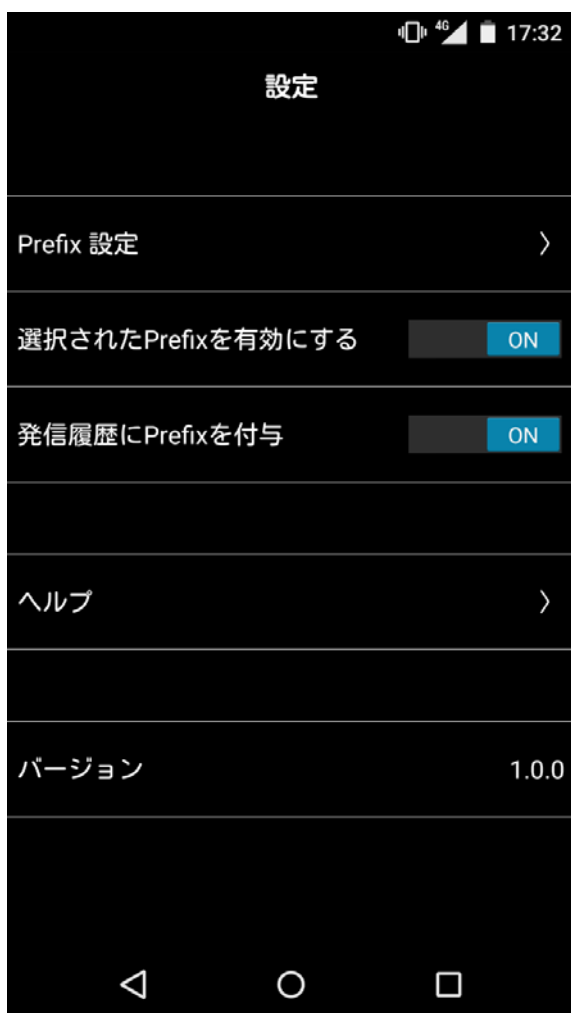 4G 17:32
設定
Prefix 設定
選択されたPrefixを有効にする ON
発信履歴にPrefixを付与 ON
ヘルプ
バージョン 1.0.0